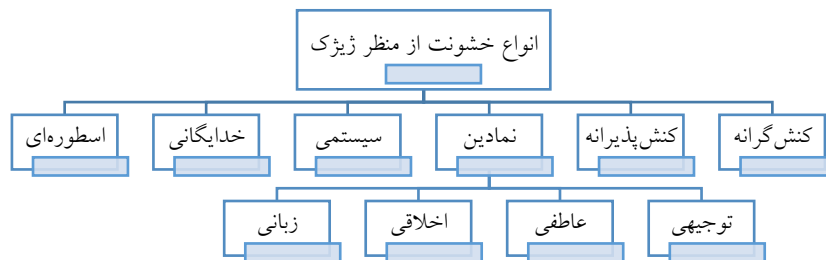 انواع خشونت از منظر ژیژک
کنش‌گرانه
کنش‌پذیرانه
نمادین
سیستمی
خدایگانی
اسطوره‌ای
توجیهی
عاطفی
اخلاقی
زبانی